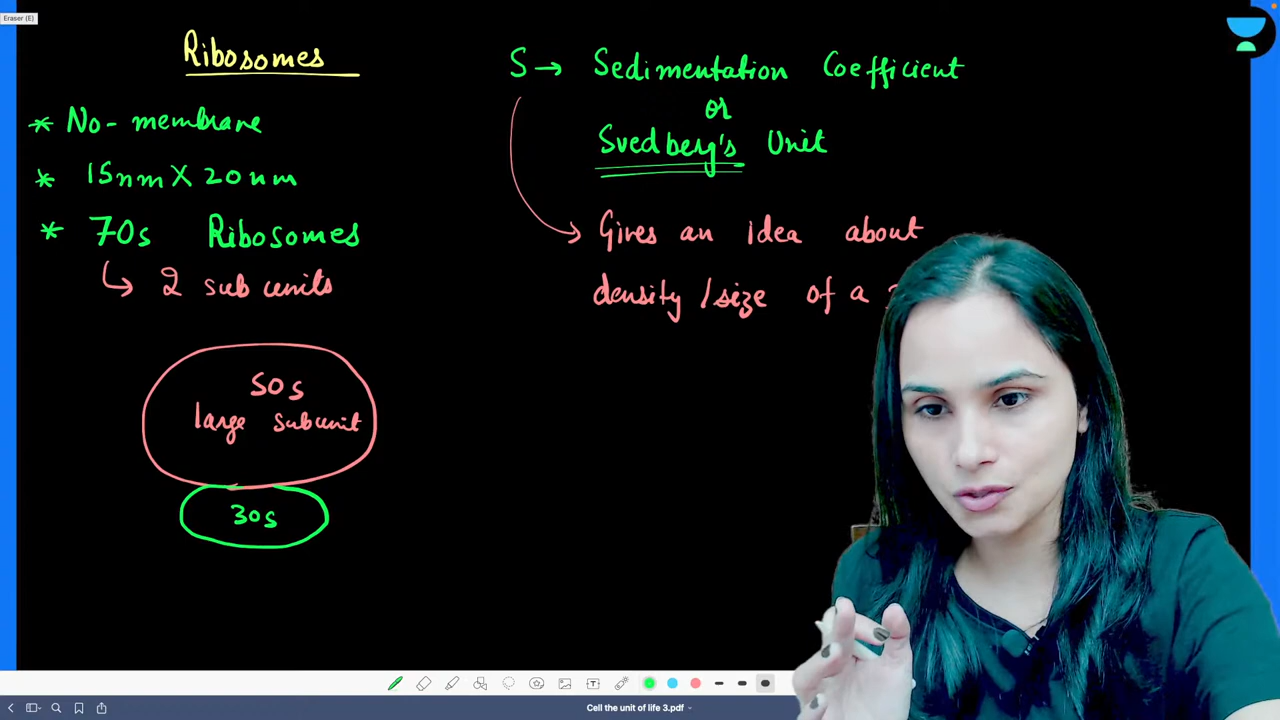 Eraser (E)
Ribosomes
* No-membrane
* 15nm X 20nm
* 70s Ribosomes
↳ 2 sub units
50s
large subunit
30s
S → Sedimentation Coefficient
or
Svedberg's Unit
Gives an idea about
density/size of a
Cell the unit of life 3.pdf